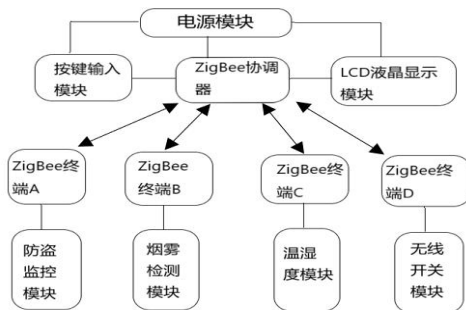 电源模块
按键输入
模块
ZigBee协调
器
LCD液晶显示
模块
ZigBee终
端A
ZigBee
终端B
ZigBee终
端C
ZigBee终
端D
防盗
监控
模块
烟雾
检测
模块
温湿
度模块
无线
开关
模块